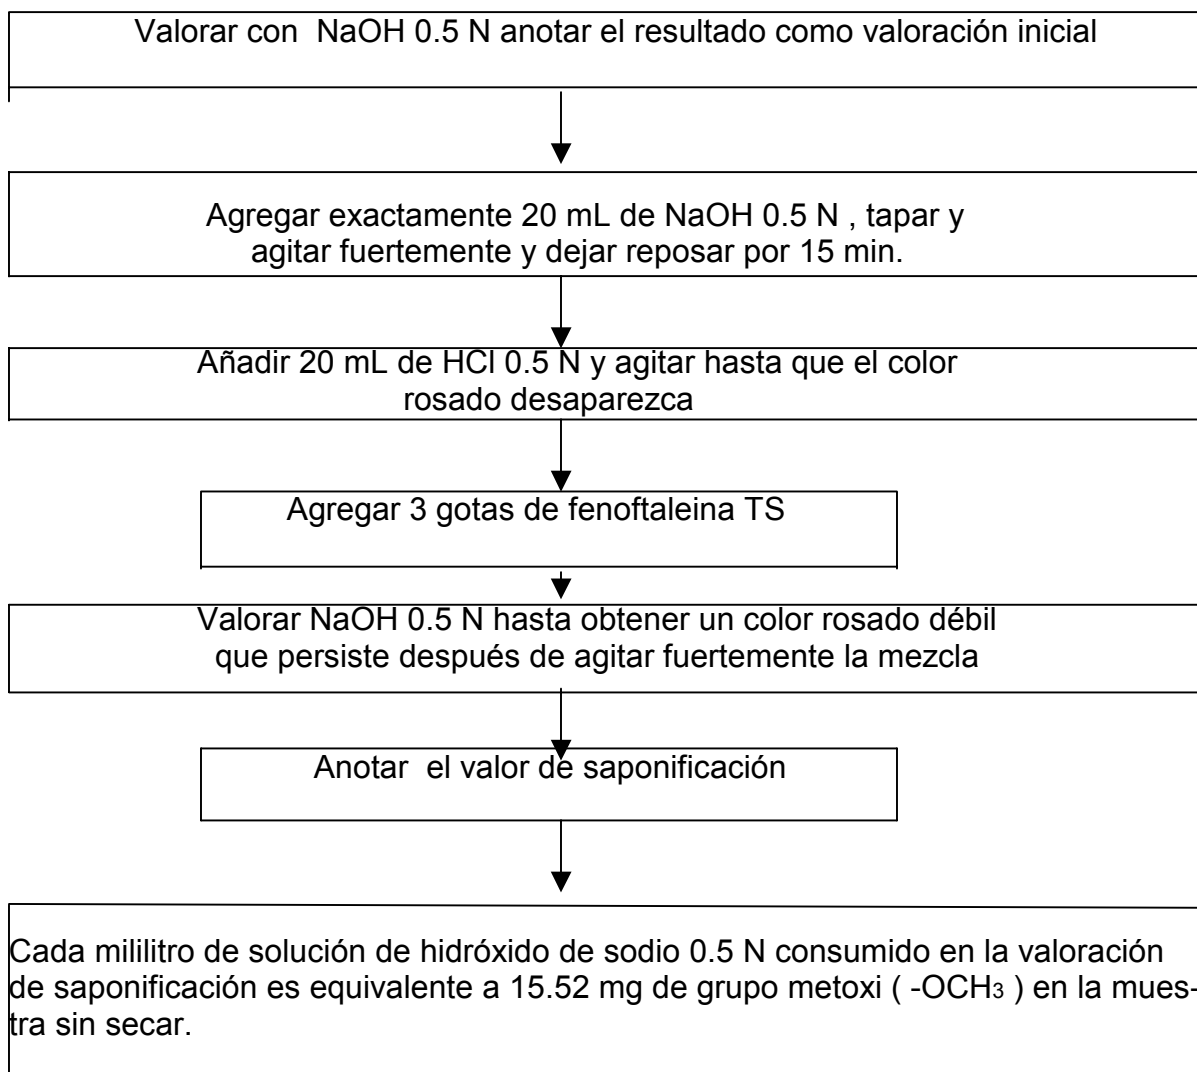 Valorar con NaOH 0.5 N anotar el resultado como valoración inicial
Agregar exactamente 20 mL de NaOH 0.5 N , tapar y
agitar fuertemente y dejar reposar por 15 min.
Añadir 20 mL de HCl 0.5 N y agitar hasta que el color
rosado desaparezca
Agregar 3 gotas de fenoftaleina TS
Valorar NaOH 0.5 N hasta obtener un color rosado débil
que persiste después de agitar fuertemente la mezcla
Anotar el valor de saponificación
Cada mililitro de solución de hidróxido de sodio 0.5 N consumido en la valoración
de saponificación es equivalente a 15.52 mg de grupo metoxi ( -OCH3 ) en la mues-
tra sin secar.